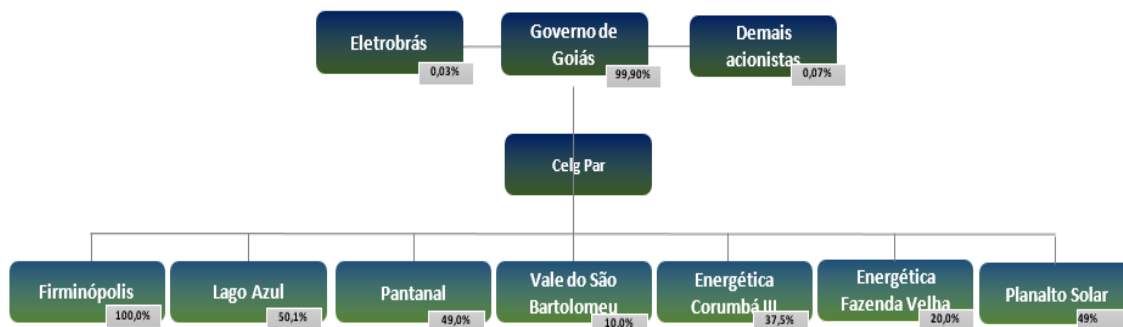 Eletrobrás
0,03%
Governo de
Goiás
99,90%
Demais
acionistas
0,07%
Celg Par
Firminópolis
100,0%
Lago Azul
50,1%
Pantanal
49,0%
Vale do São
Bartolomeu
10,0%
Energética
Corumbá III
37,5%
Energética
Fazenda Velha
20,0%
Planalto Solar
49%